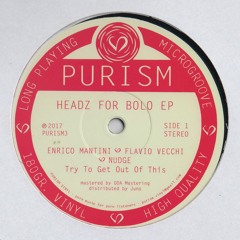 LONG PLAYING
MICROGROOVE
PURISM
HEADZ FOR BOLO EP
℗2017
PURISM3
SIDE 1
STEREO
ENRICO MANTINI FLAVIO VECCHI
NUDGE
Try To Get Out Of This
mastered by DGA Mastering
distributed by Juno
180GR. VINYL
HIGH QUALITY